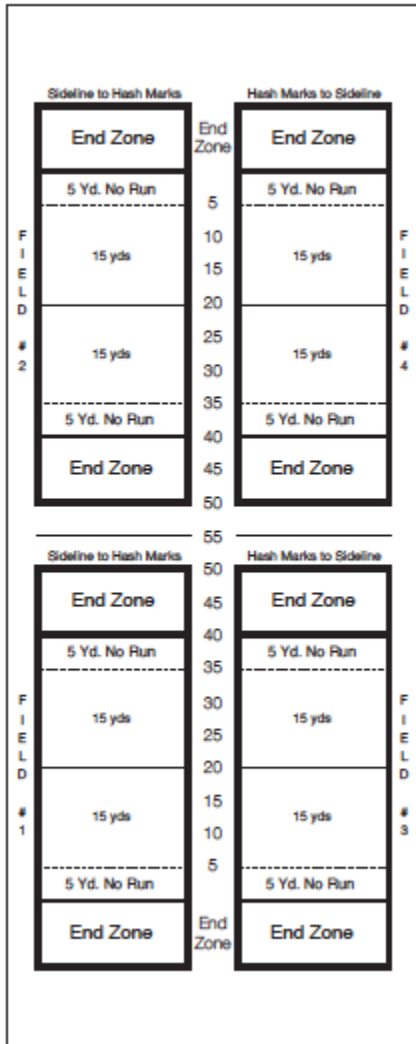 Sideline to Hash Marks
Hash Marks to Sideline
End Zone
End
Zone
End Zone
5 Yd. No Run
5 Yd. No Run
5
10
15 yds
15
15 yds
20
25
15 yds
30
15 yds
35
5 Yd. No Run
5 Yd. No Run
40
End Zone
45
End Zone
50
FIELD #2
FIELD #4
55
Sideline to Hash Marks
Hash Marks to Sideline
50
End Zone
45
End Zone
40
5 Yd. No Run
5 Yd. No Run
35
30
15 yds
15 yds
25
20
15
15 yds
15 yds
10
5
5 Yd. No Run
5 Yd. No Run
End Zone
End
Zone
End Zone
FIELD #1
FIELD #3